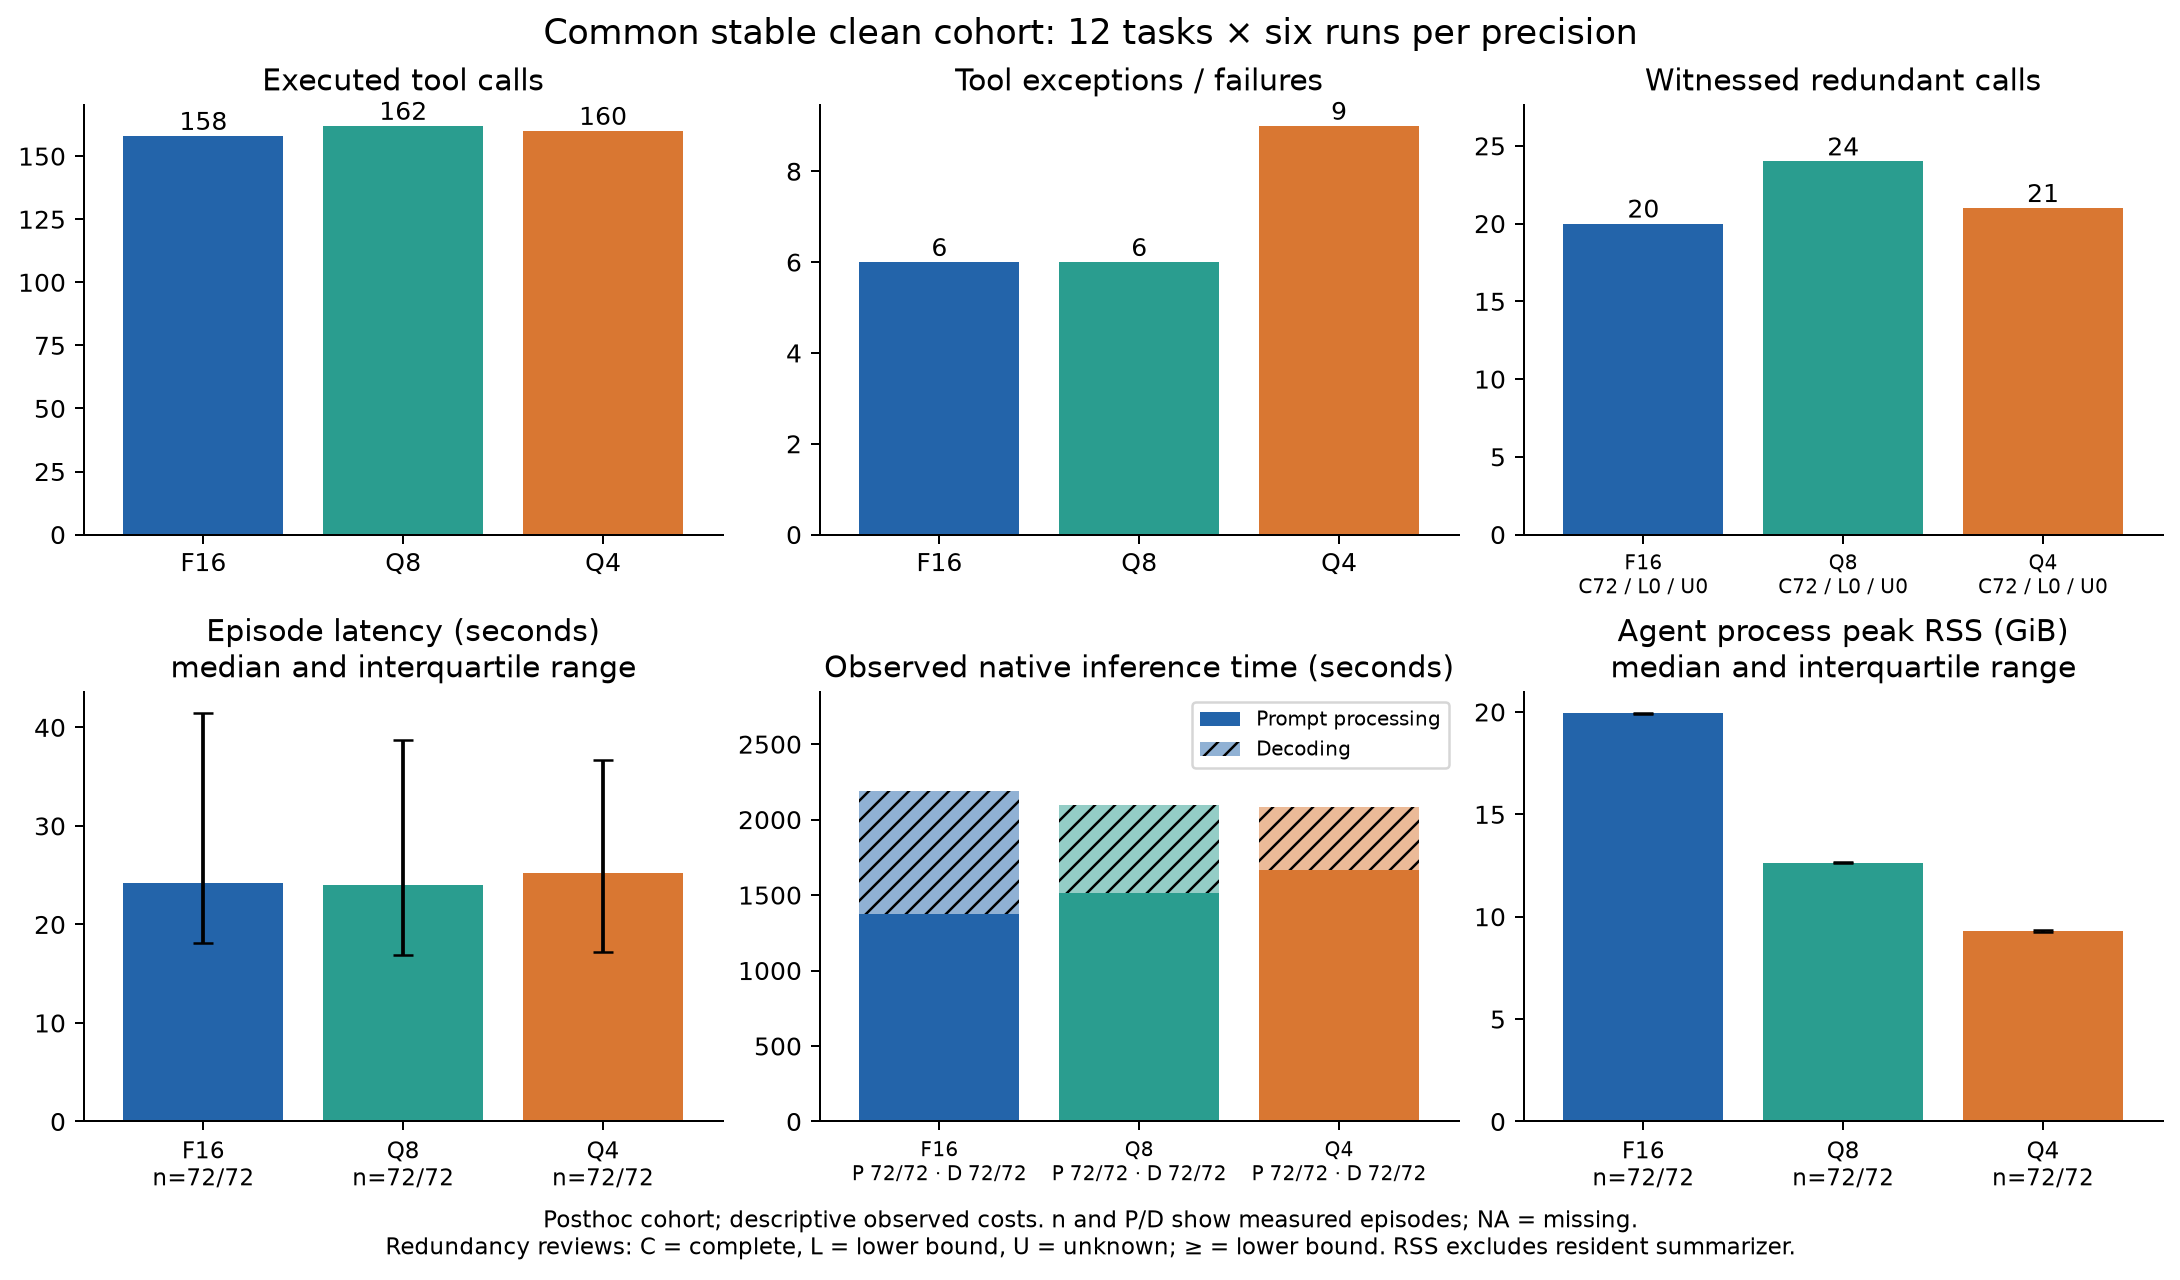 Common stable clean cohort: 12 tasks × six runs per precision
Executed tool calls
158
162
160
150
125
100
75
50
25
0
F16
Q8
Q4
Tool exceptions / failures
6
6
9
8
6
4
2
0
F16
Q8
Q4
Witnessed redundant calls
20
24
21
25
20
15
10
5
0
F16
C72 / L0 / U0
Q8
C72 / L0 / U0
Q4
C72 / L0 / U0
Episode latency (seconds)
median and interquartile range
40
30
20
10
0
F16
n=72/72
Q8
n=72/72
Q4
n=72/72
Observed native inference time (seconds)
Prompt processing
Decoding
2500
2000
1500
1000
500
0
F16
P 72/72 · D 72/72
Q8
P 72/72 · D 72/72
Q4
P 72/72 · D 72/72
Agent process peak RSS (GiB)
median and interquartile range
20
15
10
5
0
F16
n=72/72
Q8
n=72/72
Q4
n=72/72
Posthoc cohort; descriptive observed costs. n and P/D show measured episodes; NA = missing.
Redundancy reviews: C = complete, L = lower bound, U = unknown; ≥ = lower bound. RSS excludes resident summarizer.